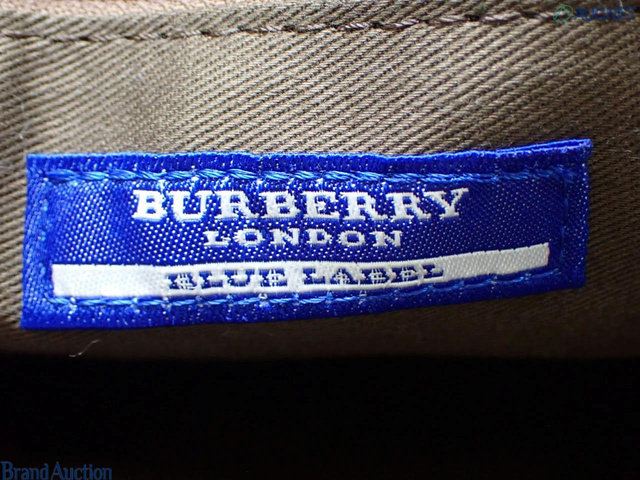 BURBERRY
LONDON
BLUE LABEL
Brand Auction